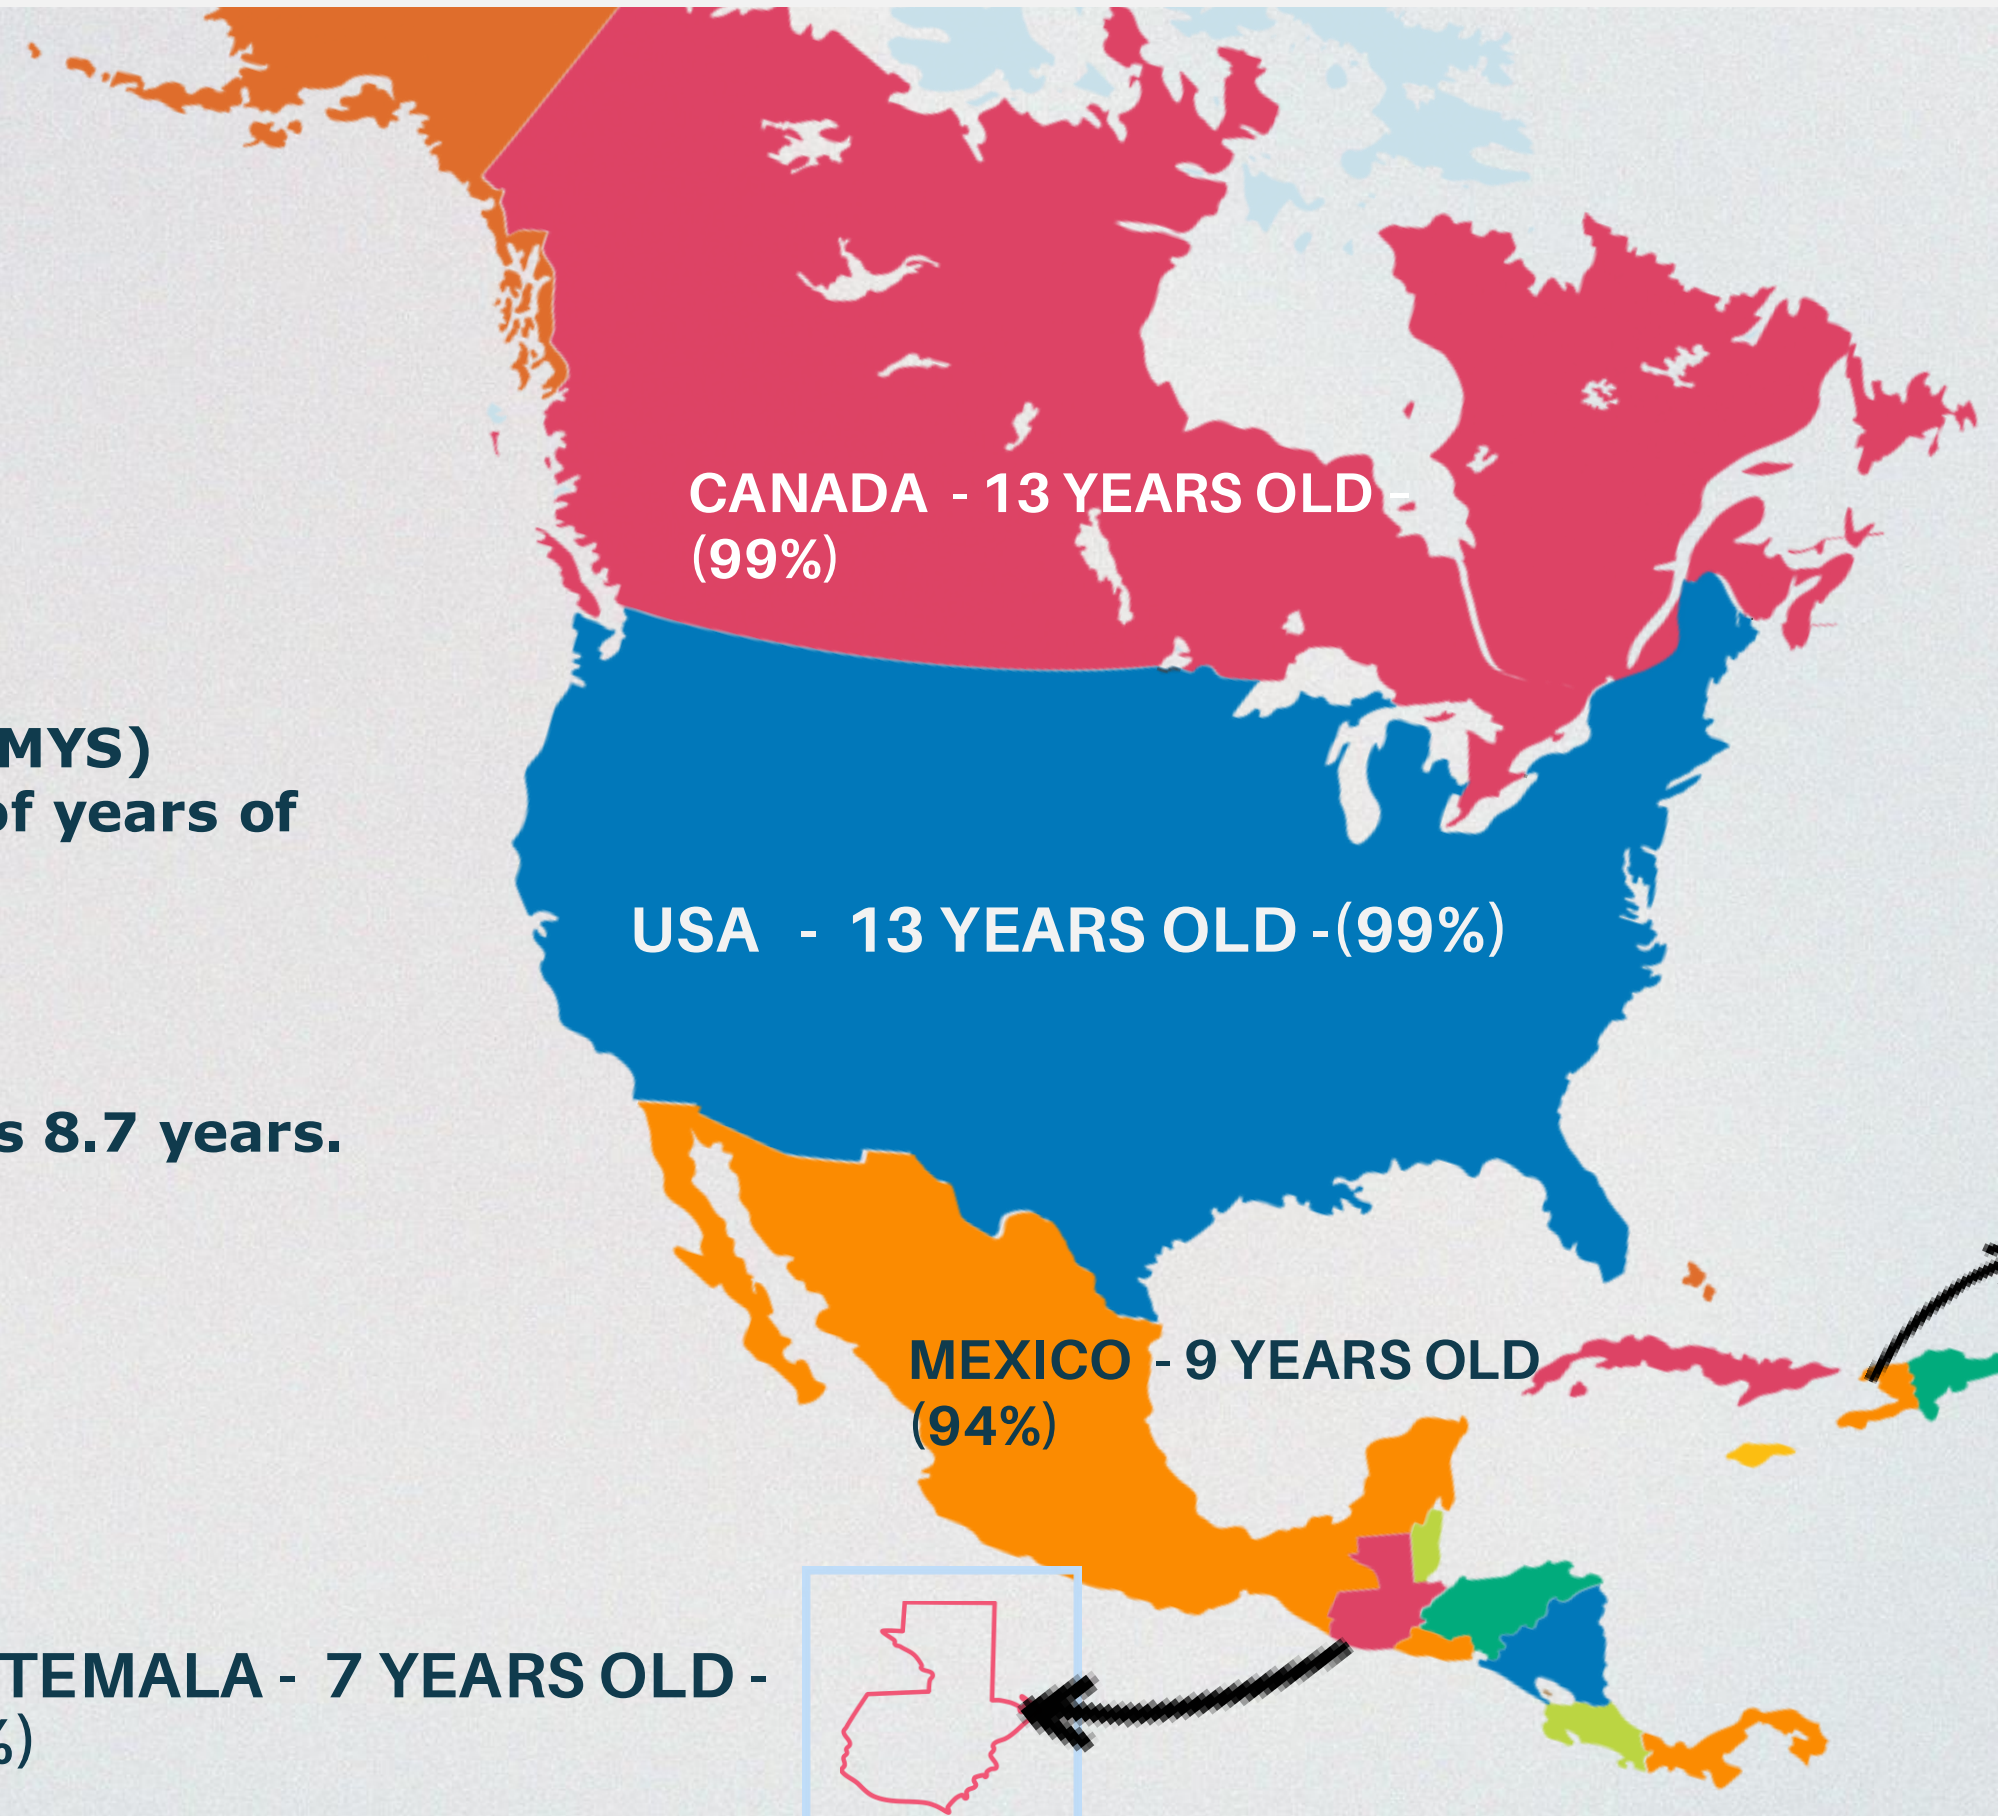 CANADA - 13 YEARS OLD -
(99%)
MYS)
of years of
USA - 13 YEARS OLD -(99%)
s 8.7 years.
MEXICO - 9 YEARS OLD
(94%)
TEMALA - 7 YEARS OLD -
%)